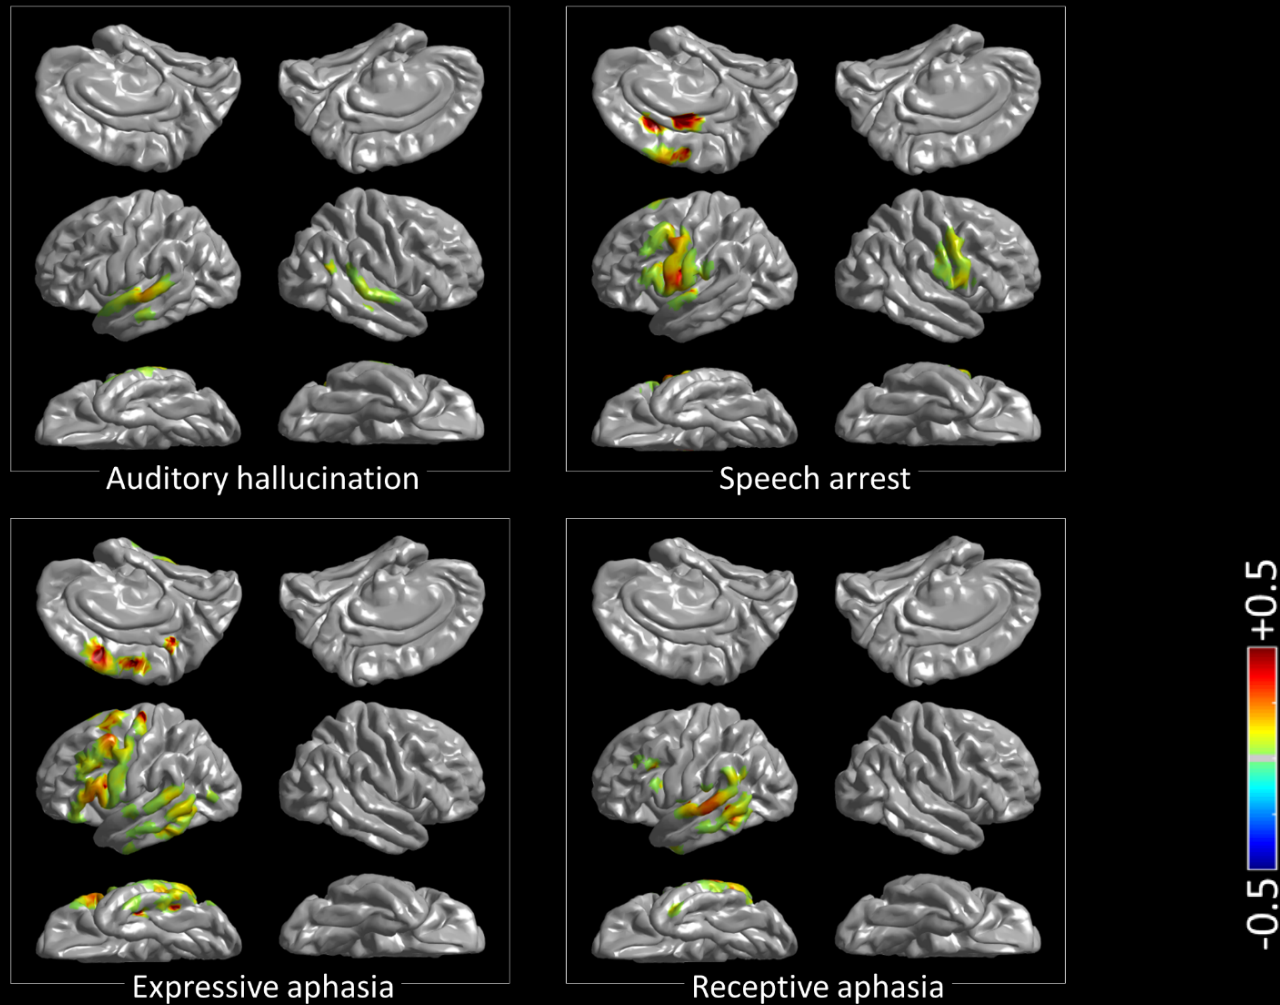 Auditory hallucination
Speech arrest
Expressive aphasia
Receptive aphasia
+0.5
-0.5